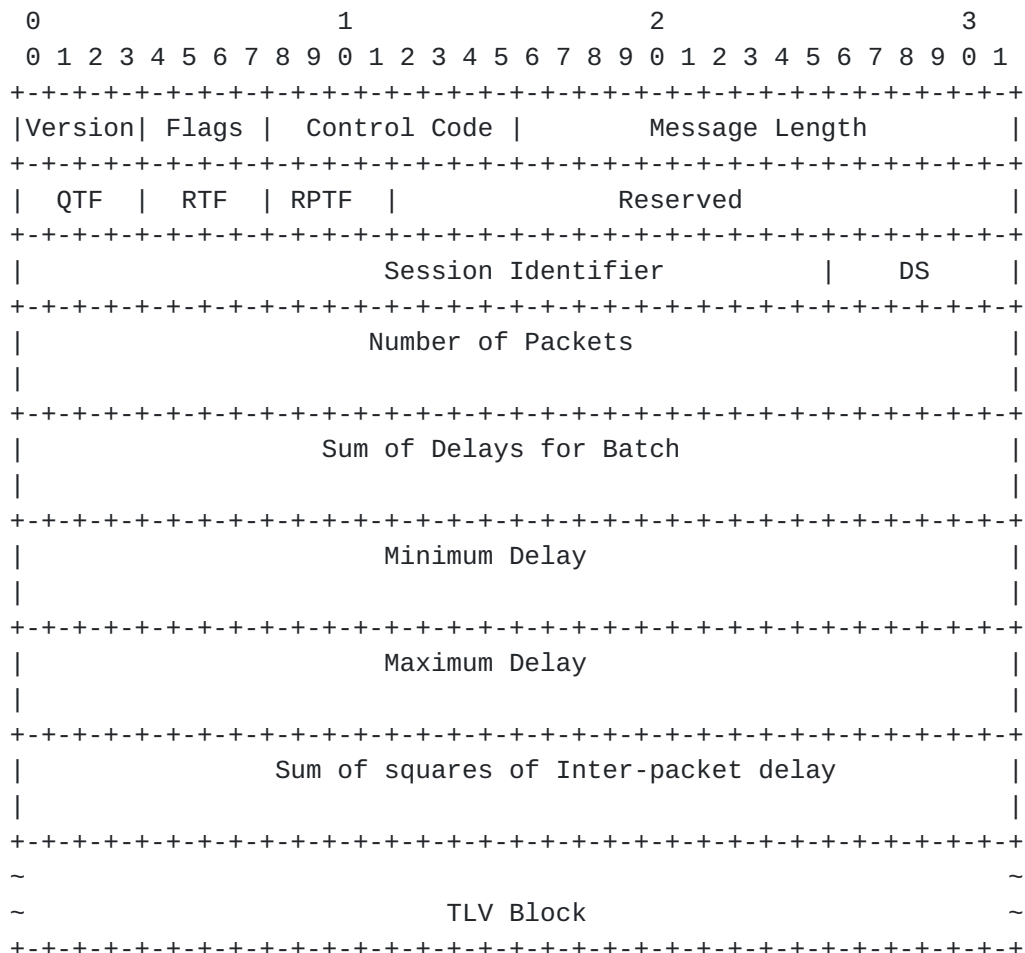 0                   1                   2                   3
 0 1 2 3 4 5 6 7 8 9 0 1 2 3 4 5 6 7 8 9 0 1 2 3 4 5 6 7 8 9 0 1
+-+-+-+-+-+-+-+-+-+-+-+-+-+-+-+-+-+-+-+-+-+-+-+-+-+-+-+-+-+-+-+-+
|Version| Flags |  Control Code |        Message Length         |
+-+-+-+-+-+-+-+-+-+-+-+-+-+-+-+-+-+-+-+-+-+-+-+-+-+-+-+-+-+-+-+-+
|  QTF  |  RTF  | RPTF  |              Reserved                 |
+-+-+-+-+-+-+-+-+-+-+-+-+-+-+-+-+-+-+-+-+-+-+-+-+-+-+-+-+-+-+-+-+
|                       Session Identifier          |    DS     |
+-+-+-+-+-+-+-+-+-+-+-+-+-+-+-+-+-+-+-+-+-+-+-+-+-+-+-+-+-+-+-+-+
|                      Number of Packets                        |
|                                                               |
+-+-+-+-+-+-+-+-+-+-+-+-+-+-+-+-+-+-+-+-+-+-+-+-+-+-+-+-+-+-+-+-+
|                   Sum of Delays for Batch                     |
|                                                               |
+-+-+-+-+-+-+-+-+-+-+-+-+-+-+-+-+-+-+-+-+-+-+-+-+-+-+-+-+-+-+-+-+
|                       Minimum Delay                           |
|                                                               |
+-+-+-+-+-+-+-+-+-+-+-+-+-+-+-+-+-+-+-+-+-+-+-+-+-+-+-+-+-+-+-+-+
|                       Maximum Delay                           |
|                                                               |
+-+-+-+-+-+-+-+-+-+-+-+-+-+-+-+-+-+-+-+-+-+-+-+-+-+-+-+-+-+-+-+-+
|                Sum of squares of Inter-packet delay           |
|                                                               |
+-+-+-+-+-+-+-+-+-+-+-+-+-+-+-+-+-+-+-+-+-+-+-+-+-+-+-+-+-+-+-+-+
~                                                               ~
~                           TLV Block                           ~
+-+-+-+-+-+-+-+-+-+-+-+-+-+-+-+-+-+-+-+-+-+-+-+-+-+-+-+-+-+-+-+-+